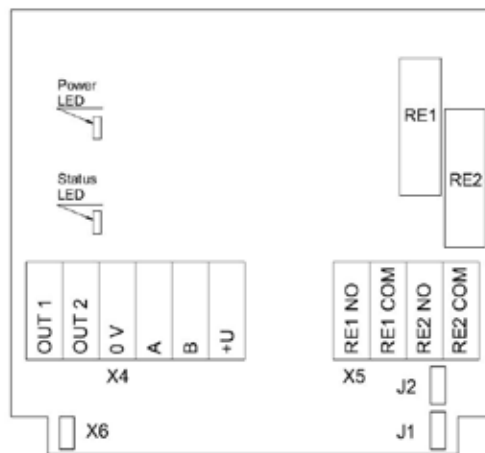 Power
LED
RE1
RE2
Status
LED
OUT 1
OUT 2
0 V
A
B
+U
RE1 NO
RE1 COM
RE2 NO
RE2 COM
X4
X5
J2
X6
J1